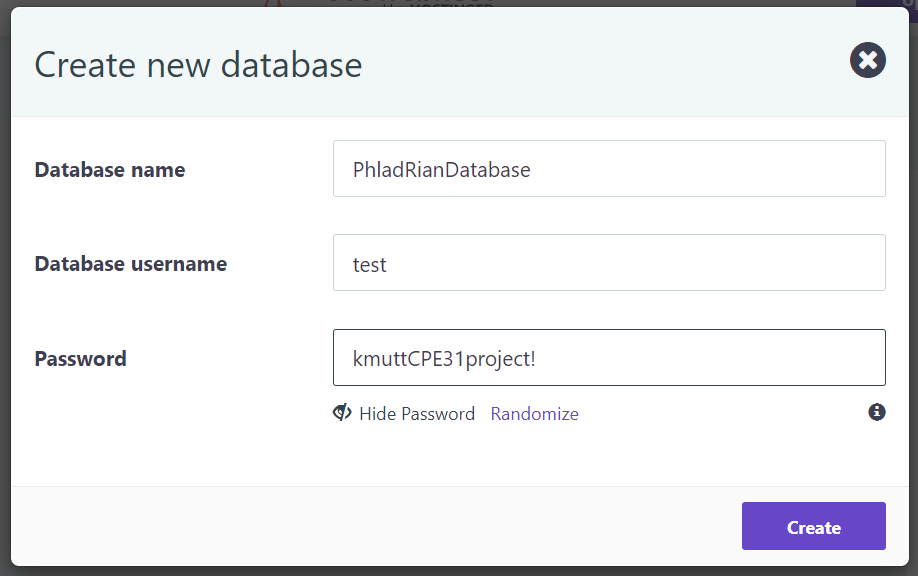 Create new database
Database name
PhladRianDatabase
Database username
test
Password
kmuttCPE31project!
Hide Password Randomize
Create